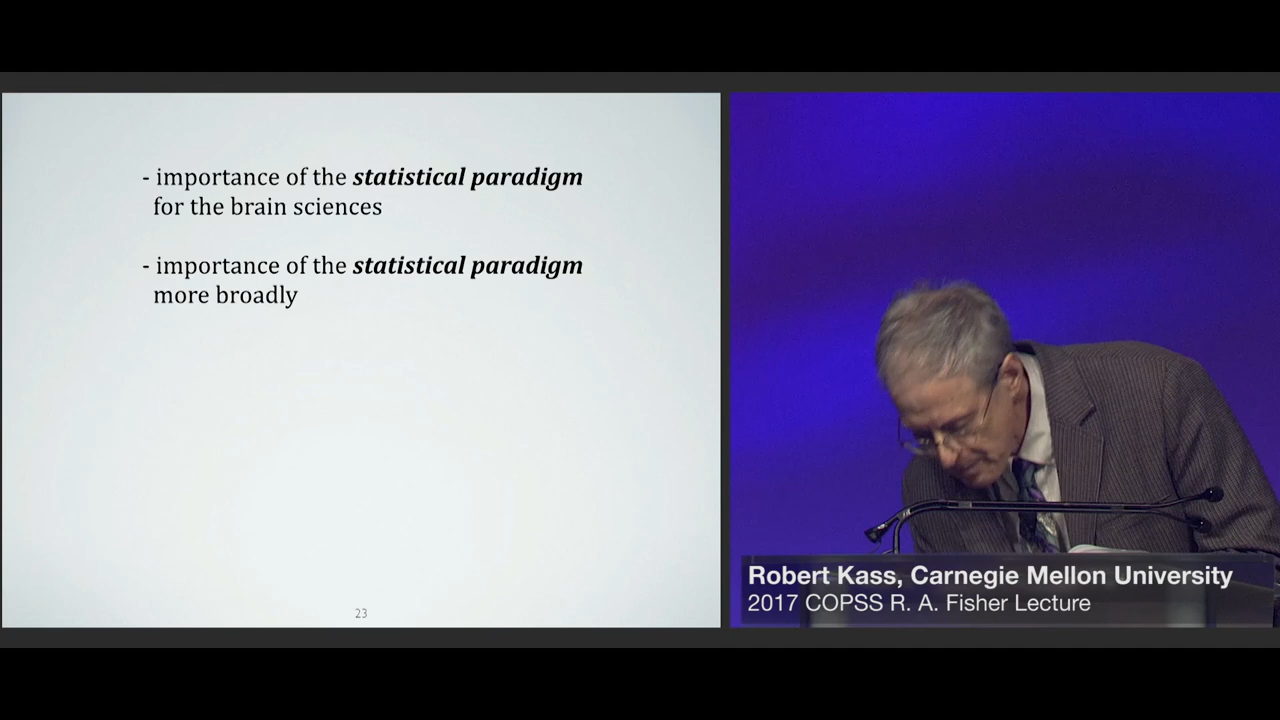 - importance of the statistical paradigm
for the brain sciences
- importance of the statistical paradigm
more broadly
23
Robert Kass, Carnegie Mellon University
2017 COPSS R. A. Fisher Lecture